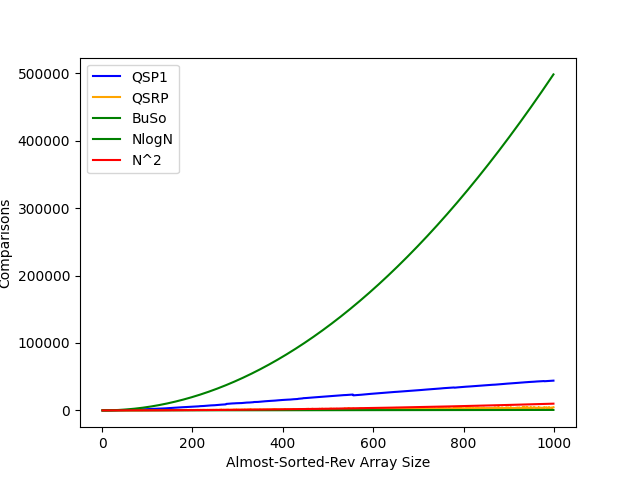 500000
400000
300000
200000
100000
0
Comparisons
QSP1
QSRP
BuSo
NlogN
N^2
0 200 400 600 800 1000
Almost-Sorted-Rev Array Size